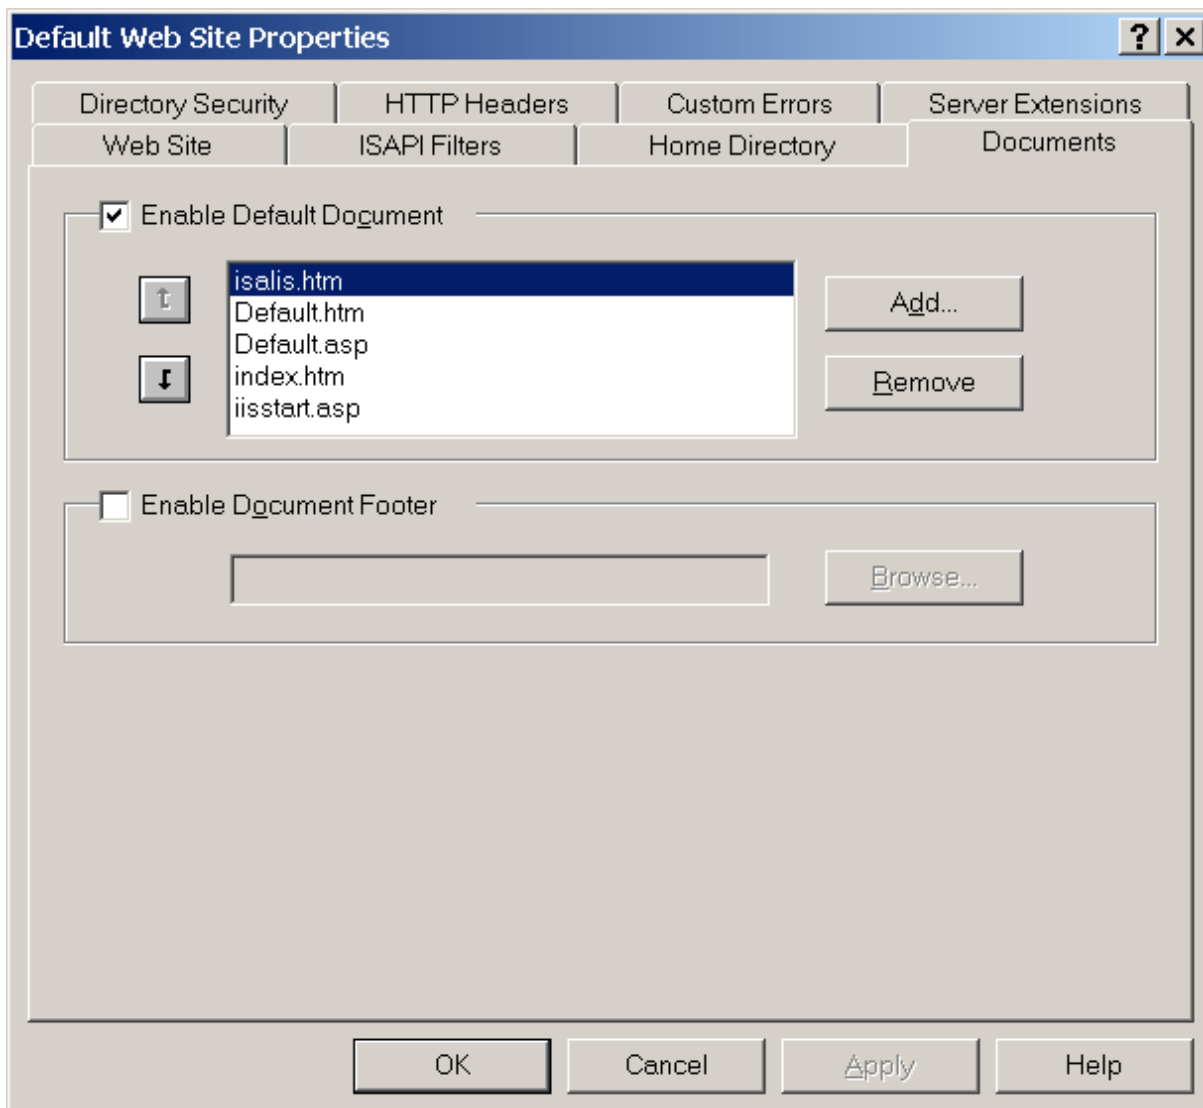 Default Web Site Properties
Directory Security HTTP Headers Custom Errors Server Extensions
Web Site ISAPI Filters Home Directory Documents
Enable Default Document
isalis.htm
Default.htm
Default.asp
index.htm
iisstart.asp
Add...
Remove
Enable Document Footer
Browse...
OK Cancel Apply Help